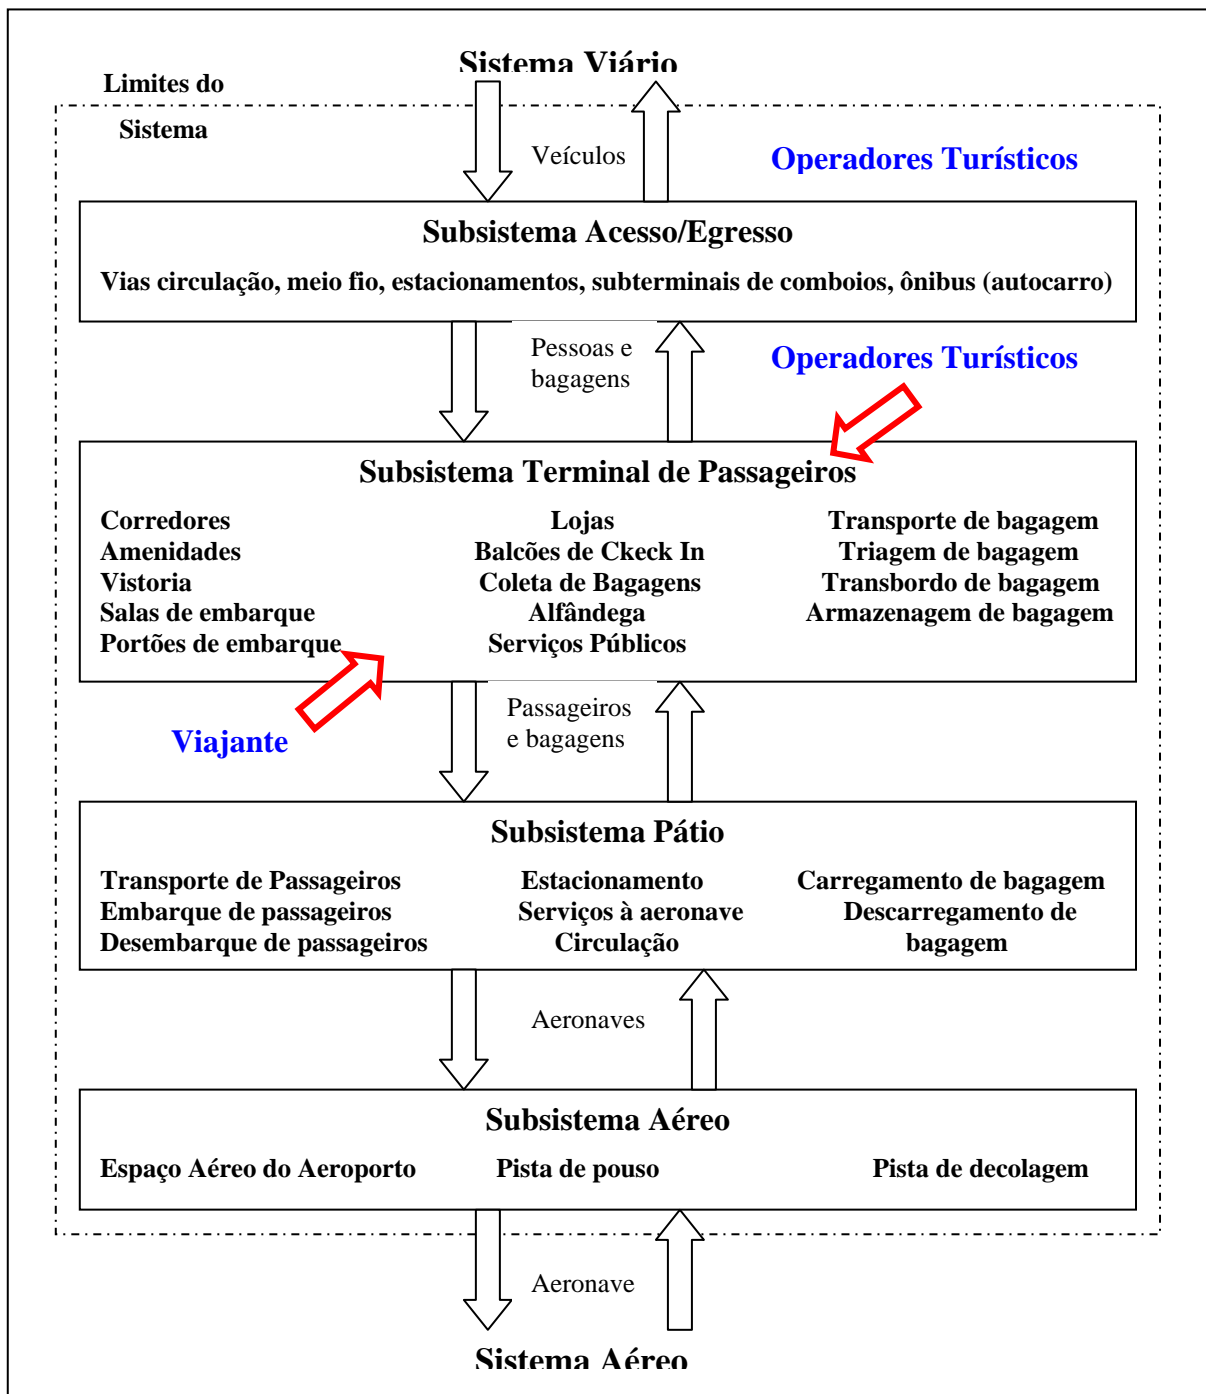 Sistema Viário
Limites do
Sistema
Veículos
Operadores Turísticos
Subsistema Acesso/Egresso
Vias circulação, meio fio, estacionamentos, subterminais de comboios, ônibus (autocarro)
Pessoas e
bagagens
Operadores Turísticos
Subsistema Terminal de Passageiros
Corredores
Amenidades
Vistoria
Salas de embarque
Portões de embarque
Lojas
Balcões de Ckeck In
Coleta de Bagagens
Alfândega
Serviços Públicos
Transporte de bagagem
Triagem de bagagem
Transbordo de bagagem
Armazenagem de bagagem
Viajante
Passageiros
e bagagens
Subsistema Pátio
Transporte de Passageiros
Embarque de passageiros
Desembarque de passageiros
Estacionamento
Serviços à aeronave
Circulação
Carregamento de bagagem
Descarregamento de
bagagem
Aeronaves
Subsistema Aéreo
Espaço Aéreo do Aeroporto
Pista de pouso
Pista de decolagem
Aeronave
Sistema Aéreo